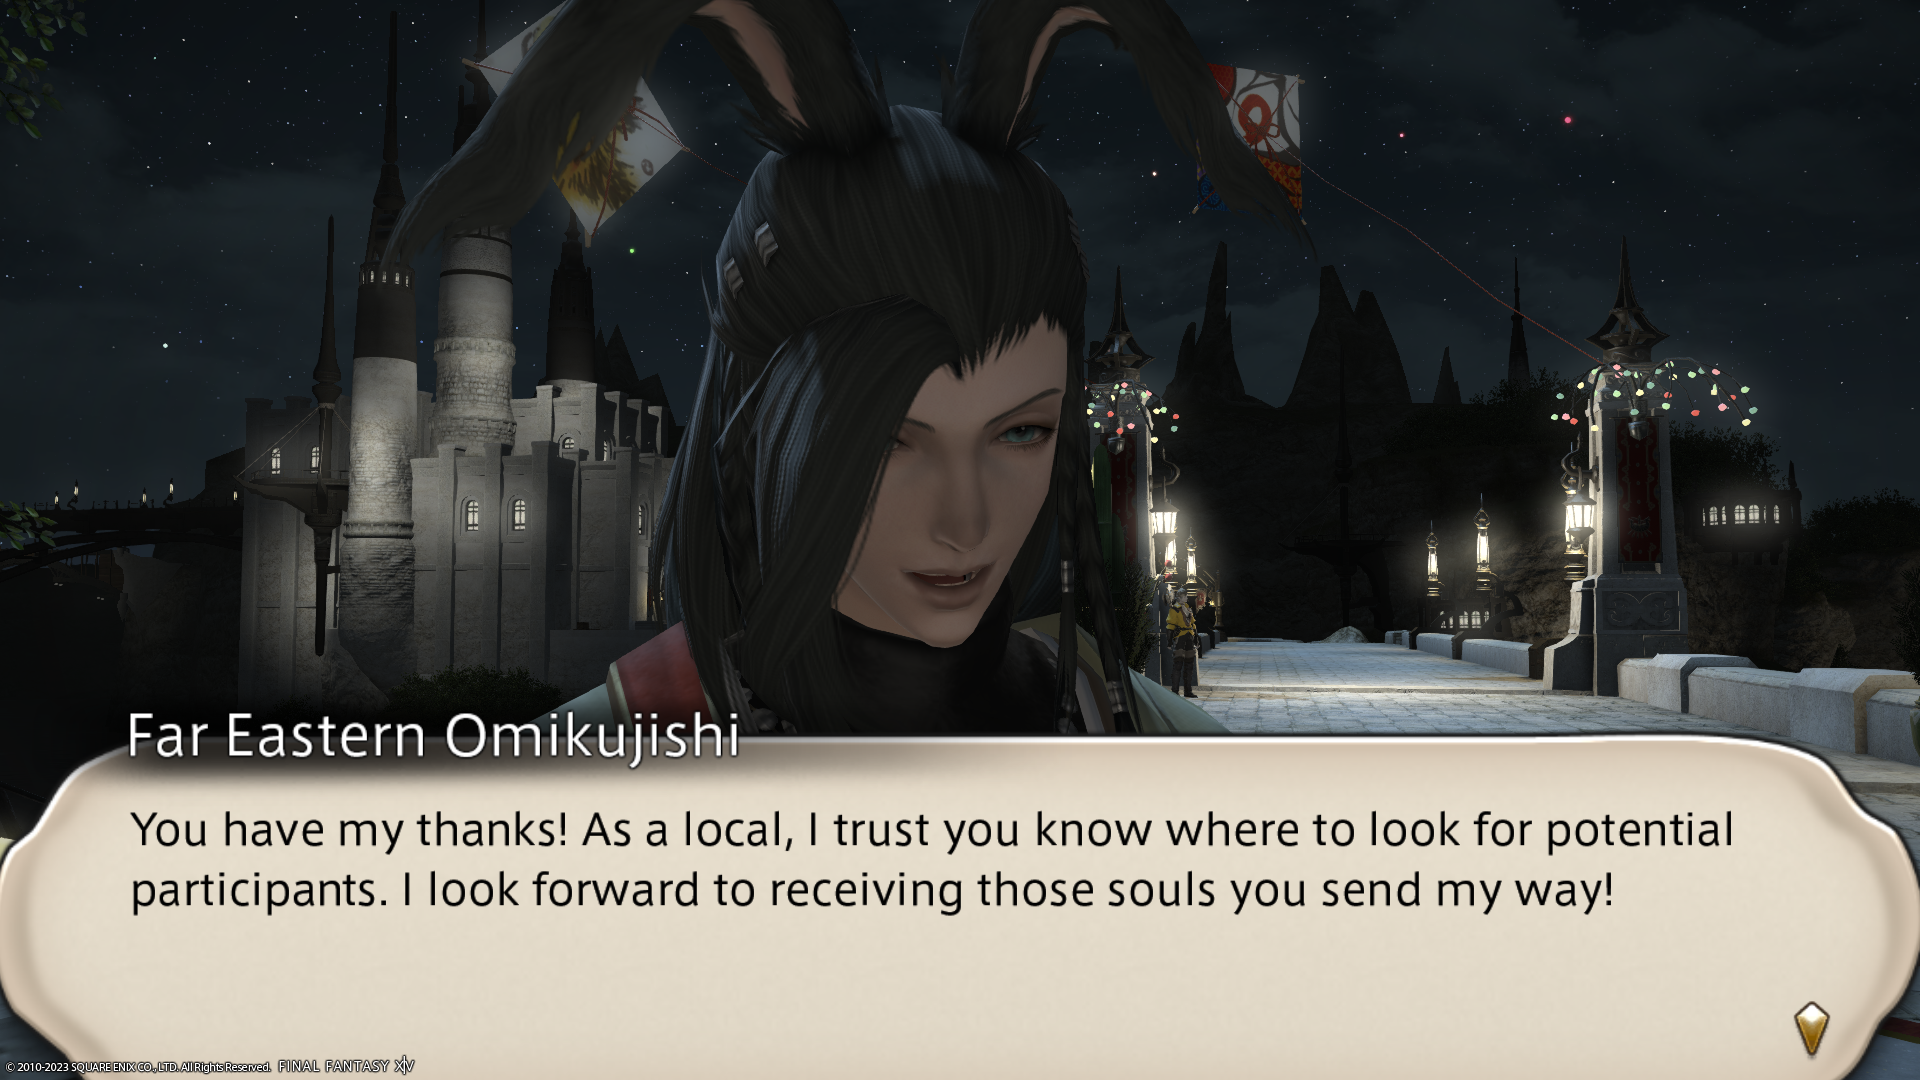 Far Eastern Omikujishi
You have my thanks! As a local, I trust you know where to look for potential
participants. I look forward to receiving those souls you send my way!
© 2010-2023 SQUARE ENIX CO., LTD. All Rights Reserved. FINAL FANTASY XIV